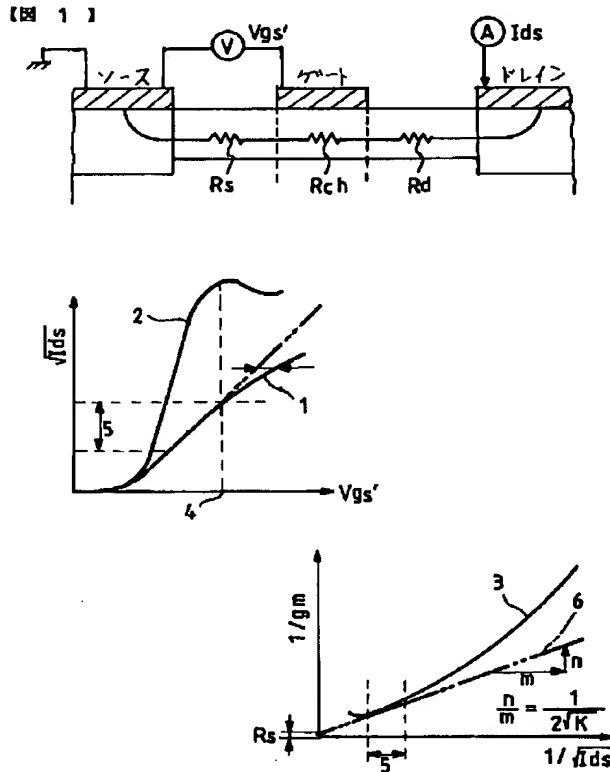 【図 1 】
V
Vgs'
A
Ids
ソース
ゲート
ドレイン
Rs
Rch
Rd
√Ids
2
1
5
4
Vgs'
1/gm
3
6
n
m
n/m = 1/2√K
Rs
5
1/√Ids